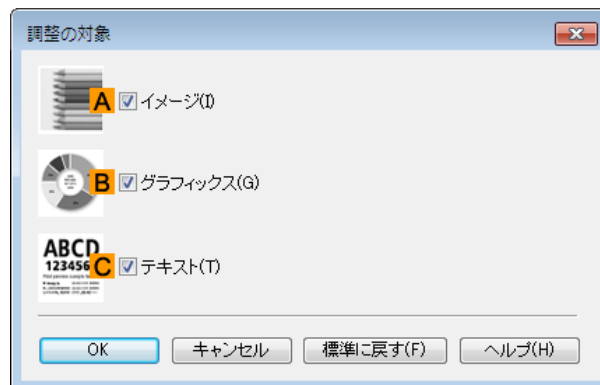 調整の対象
A イメージ(I)
B グラフィックス(G)
ABCD
123456
C テキスト(T)
OK キャンセル 標準に戻す(F) ヘルプ(H)